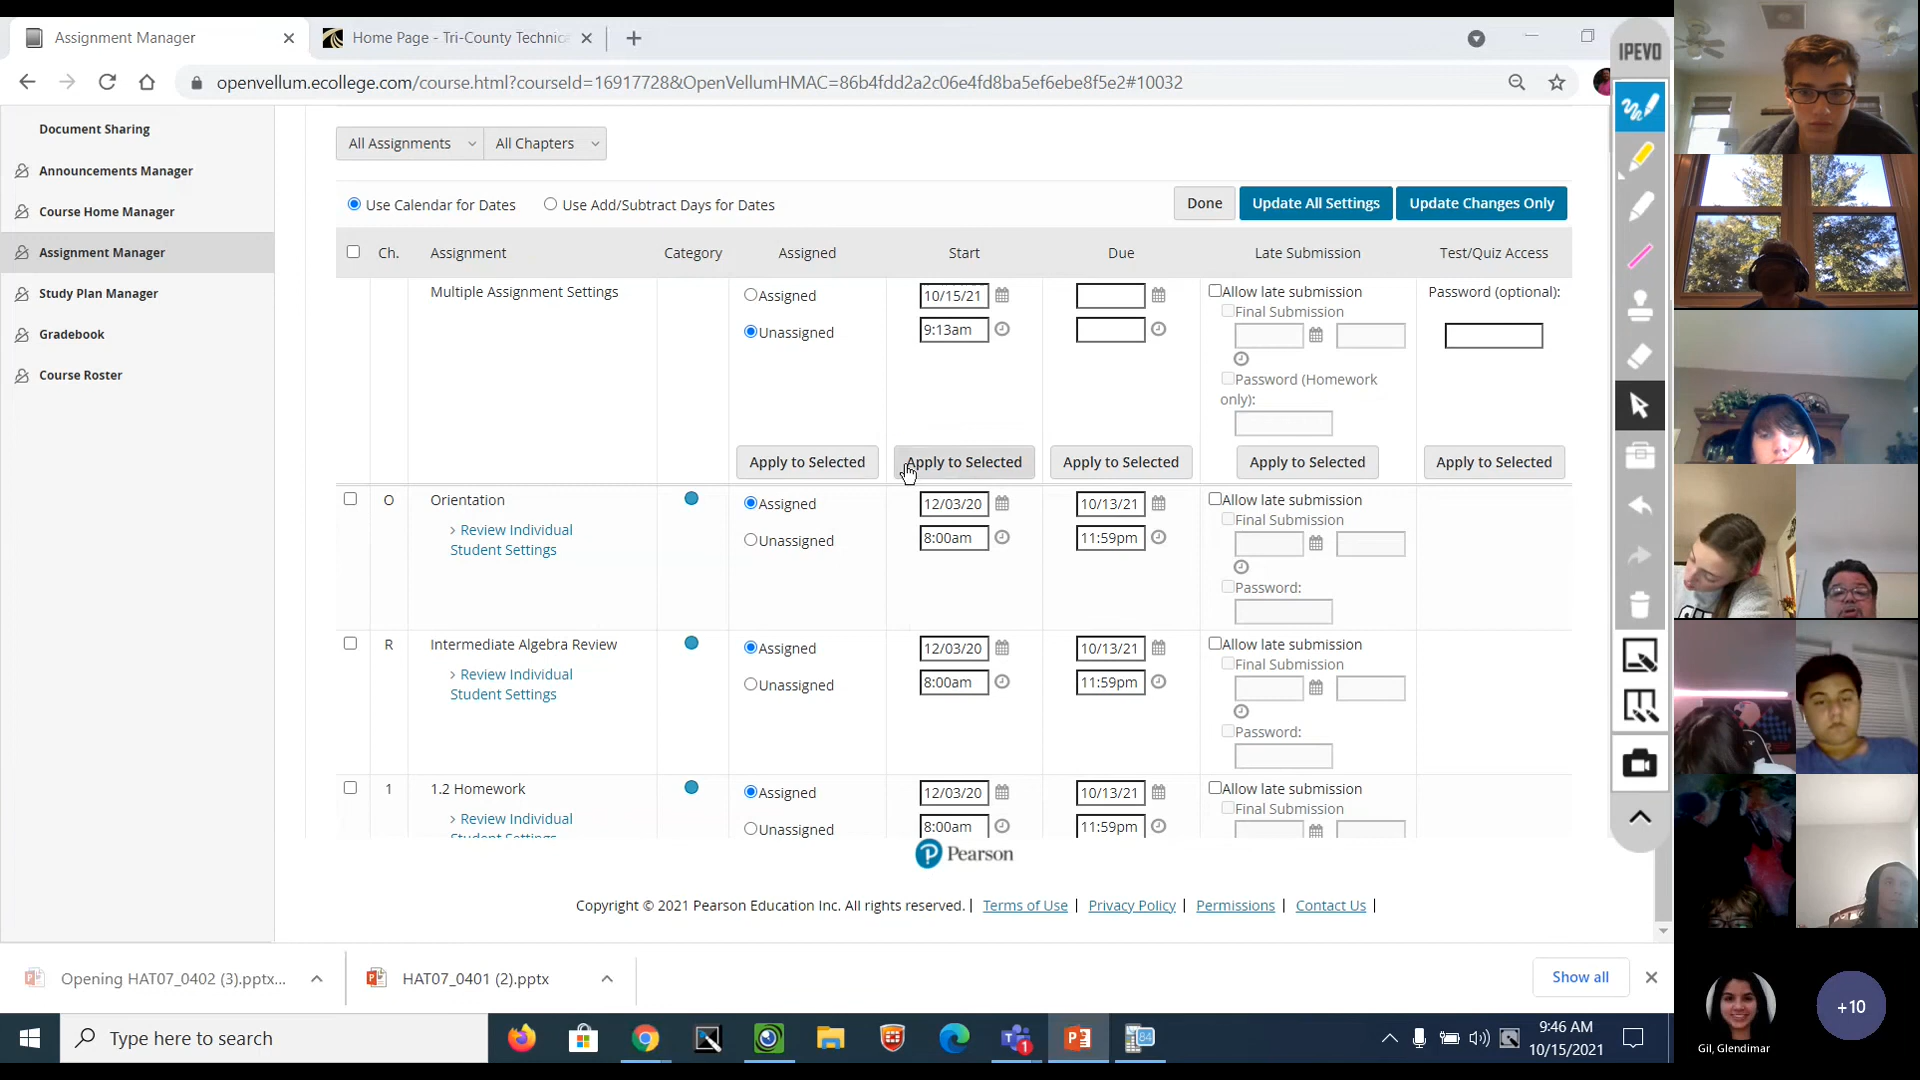 Assignment Manager
Home Page - Tri-County Technica
IPEVO
openvellum.ecollege.com/course.html?courseId=16917728&OpenVellumHMAC=86b4fdd2a2c06e4fd8ba5ef6ebe8f5e2#10032
Document Sharing
Announcements Manager
Course Home Manager
Assignment Manager
Study Plan Manager
Gradebook
Course Roster
All Assignments All Chapters
Use Calendar for Dates Use Add/Subtract Days for Dates Done Update All Settings Update Changes Only
Ch. Assignment Category Assigned Start Due Late Submission Test/Quiz Access
Multiple Assignment Settings Assigned 10/15/21 Allow late submission Password (optional):
Final Submission
Unassigned 9:13am
Password (Homework
only):
Apply to Selected Apply to Selected Apply to Selected Apply to Selected Apply to Selected
O Orientation Assigned 12/03/20 10/13/21 Allow late submission
> Review Individual Final Submission
Student Settings Unassigned 8:00am 11:59pm
Password:
R Intermediate Algebra Review Assigned 12/03/20 10/13/21 Allow late submission
> Review Individual Final Submission
Student Settings Unassigned 8:00am 11:59pm
Password:
1 1.2 Homework Assigned 12/03/20 10/13/21 Allow late submission
> Review Individual Final Submission
Student Settings Unassigned 8:00am 11:59pm
P Pearson
Copyright © 2021 Pearson Education Inc. All rights reserved. | Terms of Use | Privacy Policy | Permissions | Contact Us |
Opening HAT07_0402 (3).pptx... HAT07_0401 (2).pptx Show all
+10
Gil, Glendimar
Type here to search
1
84
9:46 AM
10/15/2021